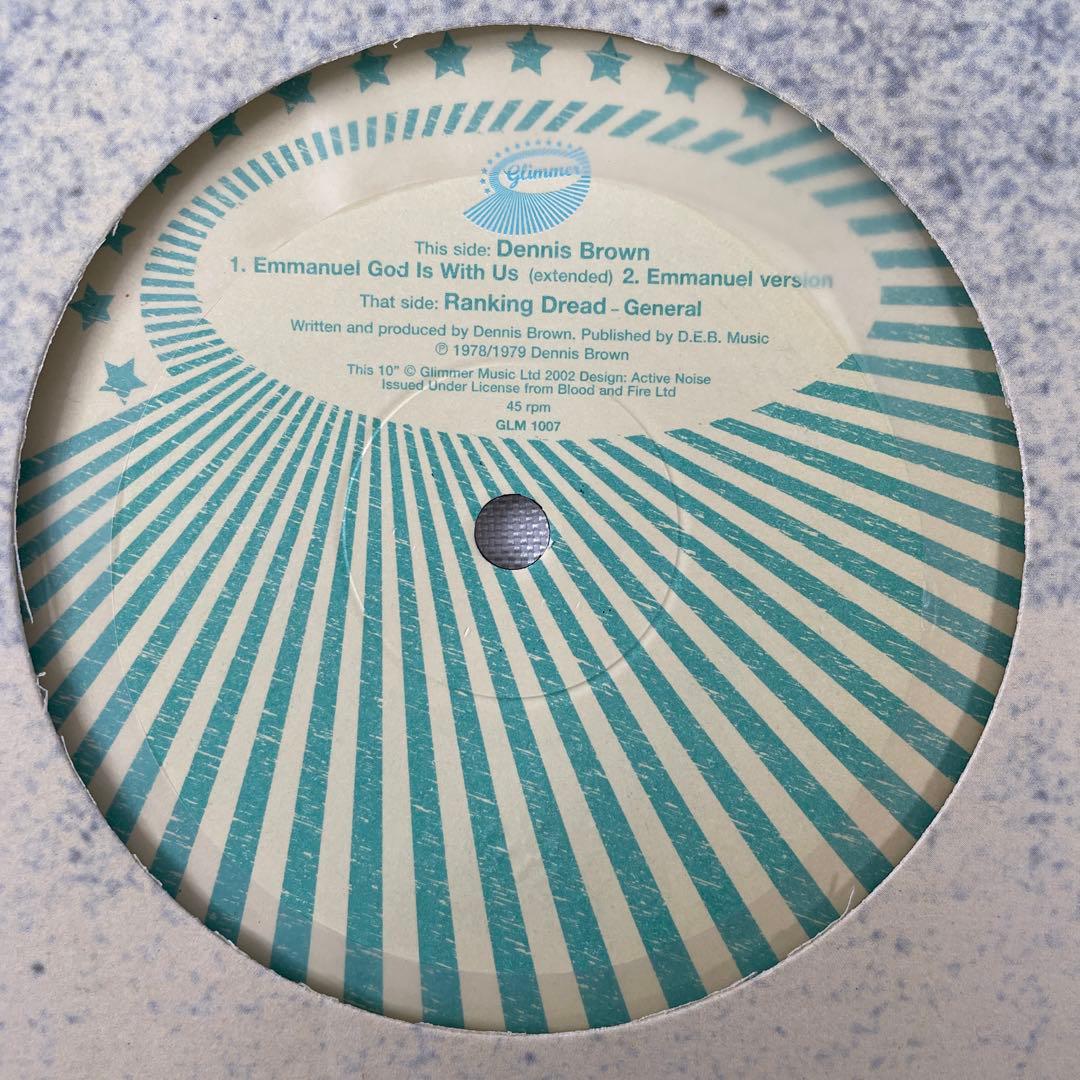 Glimmer
This side: Dennis Brown
1. Emmanuel God Is With Us (extended) 2. Emmanuel version
That side: Ranking Dread – General
Written and produced by Dennis Brown. Published by D.E.B. Music
℗ 1978/1979 Dennis Brown
This 10" © Glimmer Music Ltd 2002 Design: Active Noise
Issued Under License from Blood and Fire Ltd
45 rpm
GLM 1007